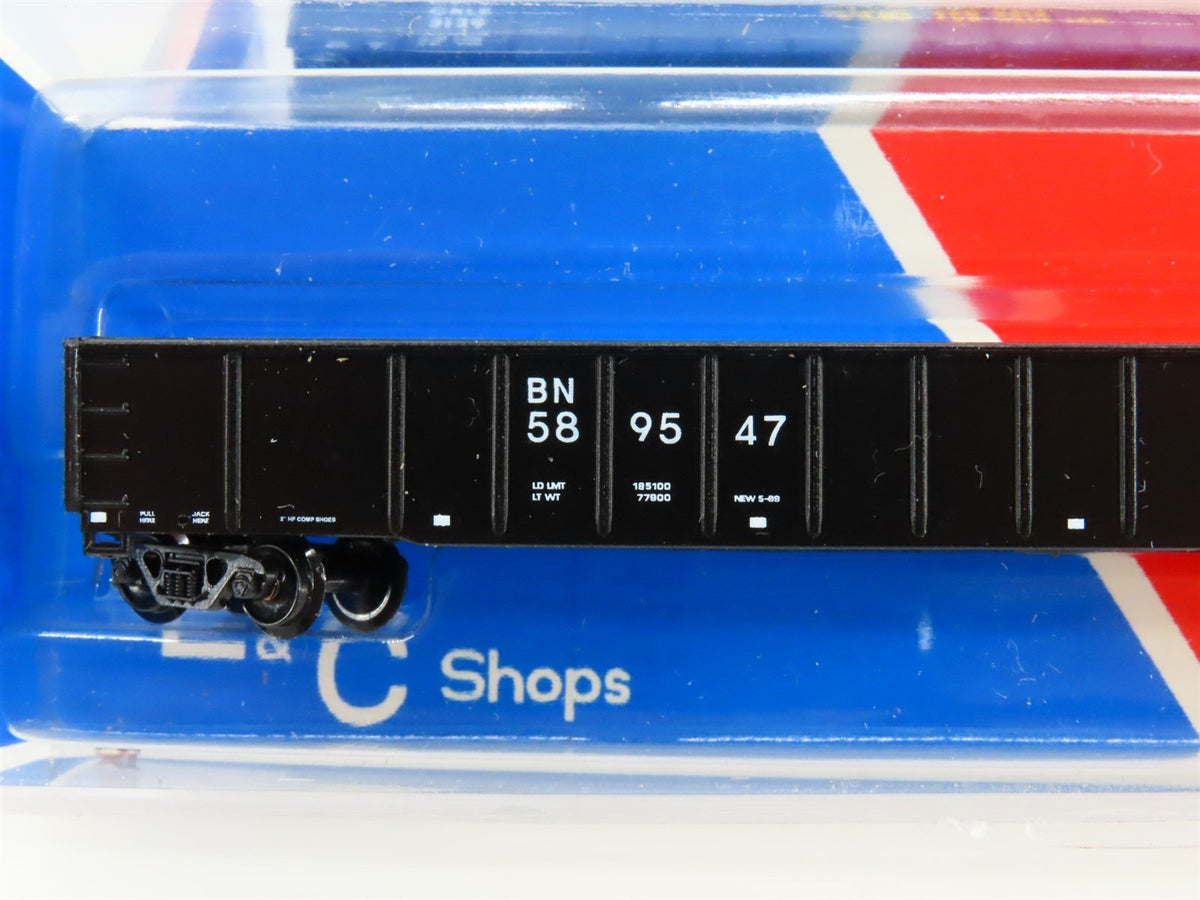 BN
58 95 47
LD LMT 185100
LT WT 77800 NEW 5-89
PULL HERE JACK HERE
2" HF COMP SHOES
& C Shops